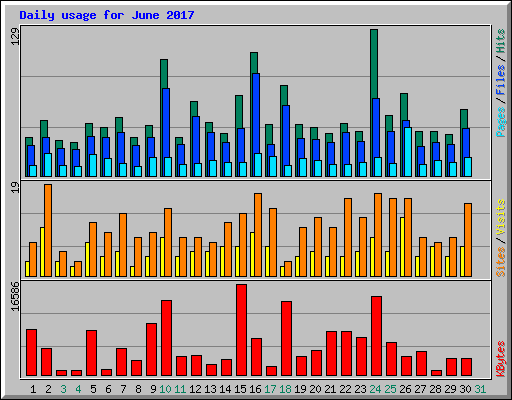 Daily usage for June 2017
129
19
16586
Pages / Files / Hits
Sites / Visits
KBytes
1 2 3 4 5 6 7 8 9 10 11 12 13 14 15 16 17 18 19 20 21 22 23 24 25 26 27 28 29 30 31